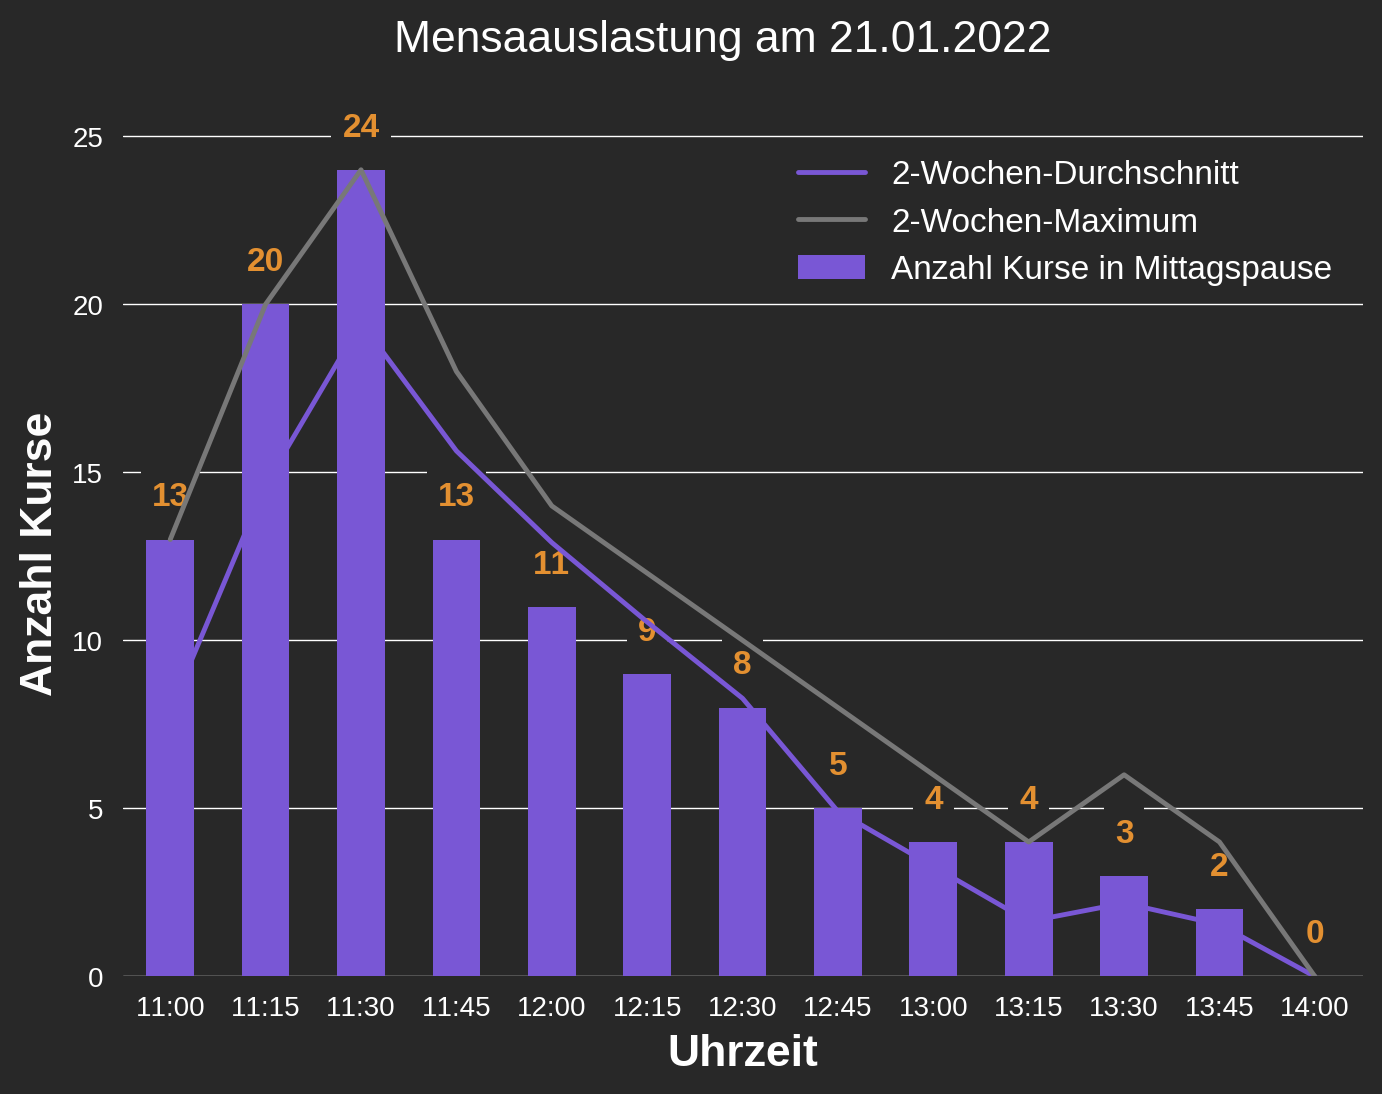 Mensaauslastung am 21.01.2022
2-Wochen-Durchschnitt
2-Wochen-Maximum
Anzahl Kurse in Mittagspause
Anzahl Kurse
25
20
15
10
5
0
13
20
24
13
11
9
8
5
4
4
3
2
0
11:00 11:15 11:30 11:45 12:00 12:15 12:30 12:45 13:00 13:15 13:30 13:45 14:00
Uhrzeit